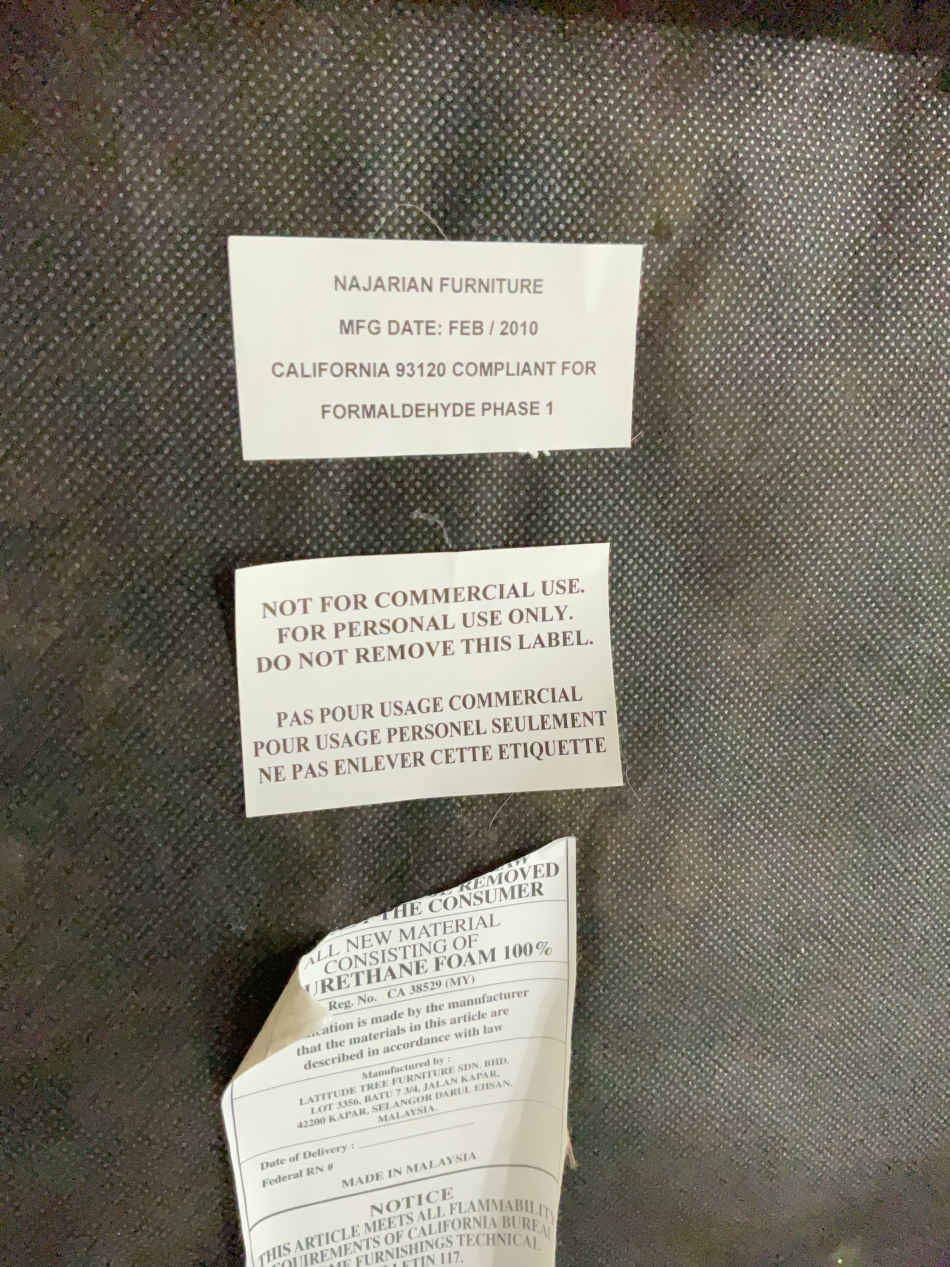 NAJARIAN FURNITURE
MFG DATE: FEB / 2010
CALIFORNIA 93120 COMPLIANT FOR
FORMALDEHYDE PHASE 1
NOT FOR COMMERCIAL USE.
FOR PERSONAL USE ONLY.
DO NOT REMOVE THIS LABEL.
PAS POUR USAGE COMMERCIAL
POUR USAGE PERSONEL SEULEMENT
NE PAS ENLEVER CETTE ETIQUETTE
REMOVED
THE CONSUMER
ALL NEW MATERIAL
CONSISTING OF
URETHANE FOAM 100%
Reg. No. CA 38529 (MY)
is made by the manufacturer
that the materials in this article are
described in accordance with law
Manufactured by :
LATITUDE TREE FURNITURE SDN. BHD.
LOT 3356, BATU 7 3/4, JALAN KAPAR,
42200 KAPAR, SELANGOR DARUL EHSAN,
MALAYSIA.
Date of Delivery :
Federal RN #
MADE IN MALAYSIA
NOTICE
THIS ARTICLE MEETS ALL FLAMMABILITY
OF CALIFORNIA
FURNISHINGS TECHNICAL
117.